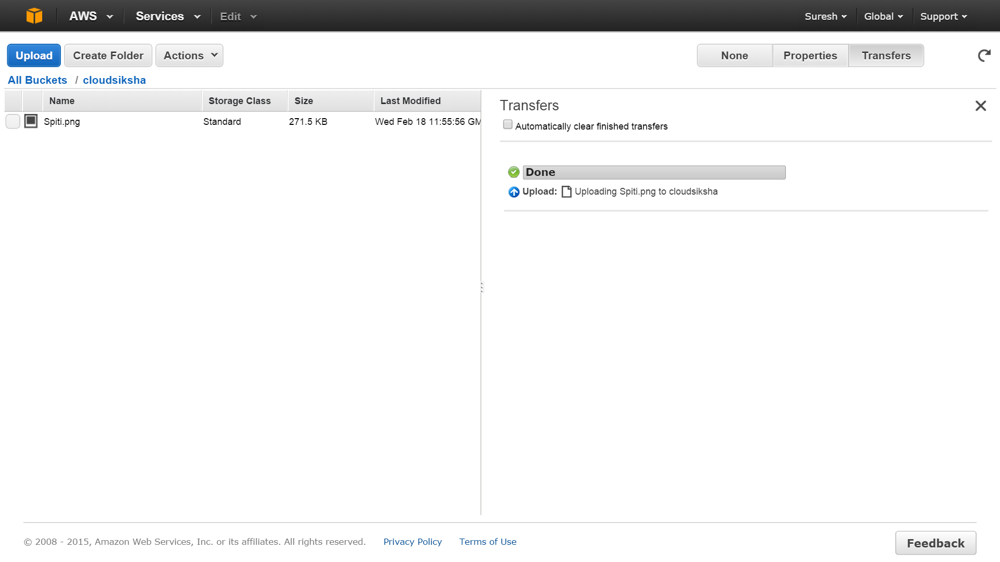 AWS Services Edit Suresh Global Support
Upload Create Folder Actions None Properties Transfers
All Buckets / cloudsiksha
Name Storage Class Size Last Modified
Spiti.png Standard 271.5 KB Wed Feb 18 11:55:56 GM
Transfers
Automatically clear finished transfers
Done
Upload: Uploading Spiti.png to cloudsiksha
© 2008 - 2015, Amazon Web Services, Inc. or its affiliates. All rights reserved. Privacy Policy Terms of Use
Feedback